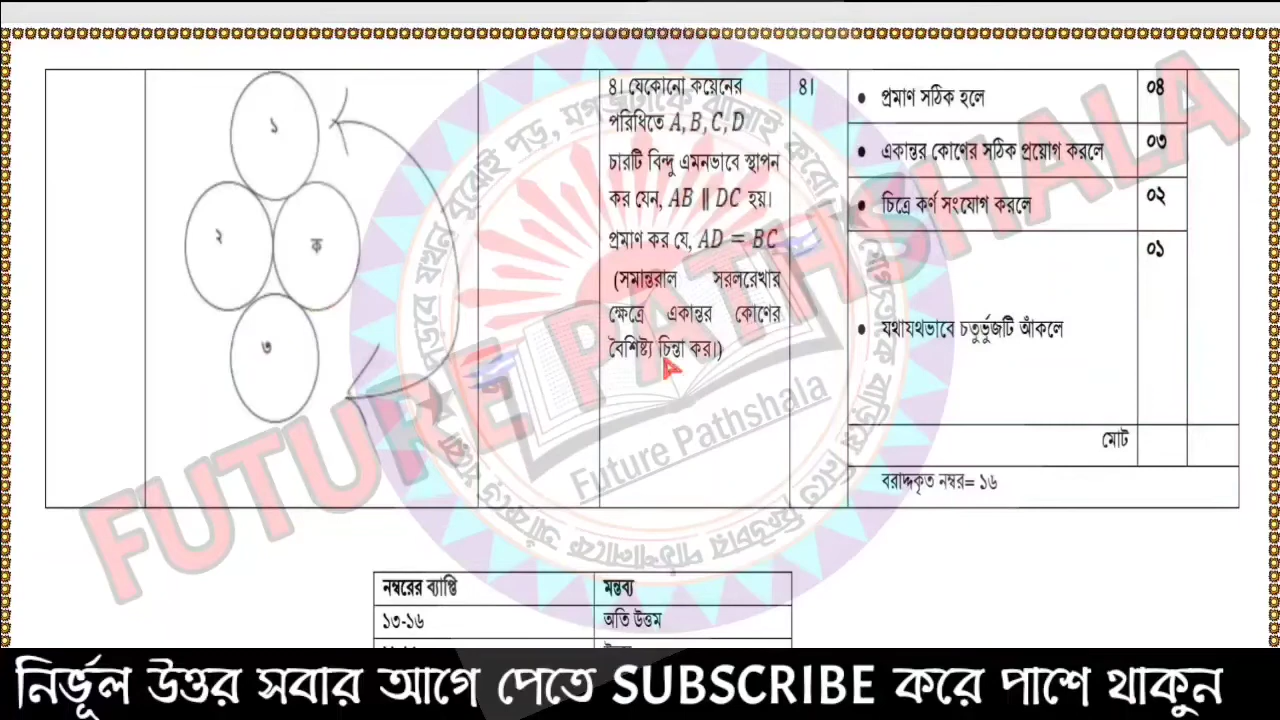 ১
২
ক
৩
৪। যেকোনো কয়েনের
পরিধিতে A, B, C, D
চারটি বিন্দু এমনভাবে স্থাপন
কর যেন, AB ∥ DC হয়।
প্রমাণ কর যে, AD = BC
(সমান্তরাল সরলরেখার
ক্ষেত্রে একান্তর কোণের
বৈশিষ্ট্য চিন্তা কর।)
৪।
• প্রমাণ সঠিক হলে ০৪
• একান্তর কোণের সঠিক প্রয়োগ করলে ০৩
• চিত্রে কর্ণ সংযোগ করলে ০২
• যথাযথভাবে চতুর্ভুজটি আঁকলে ০১
মোট
বরাদ্দকৃত নম্বর= ১৬
নম্বরের ব্যাপ্তি মন্তব্য
১৩-১৬ অতি উত্তম
FUTURE PATHSHALA
Future Pathshala
নির্ভূল উত্তর সবার আগে পেতে SUBSCRIBE করে পাশে থাকুন